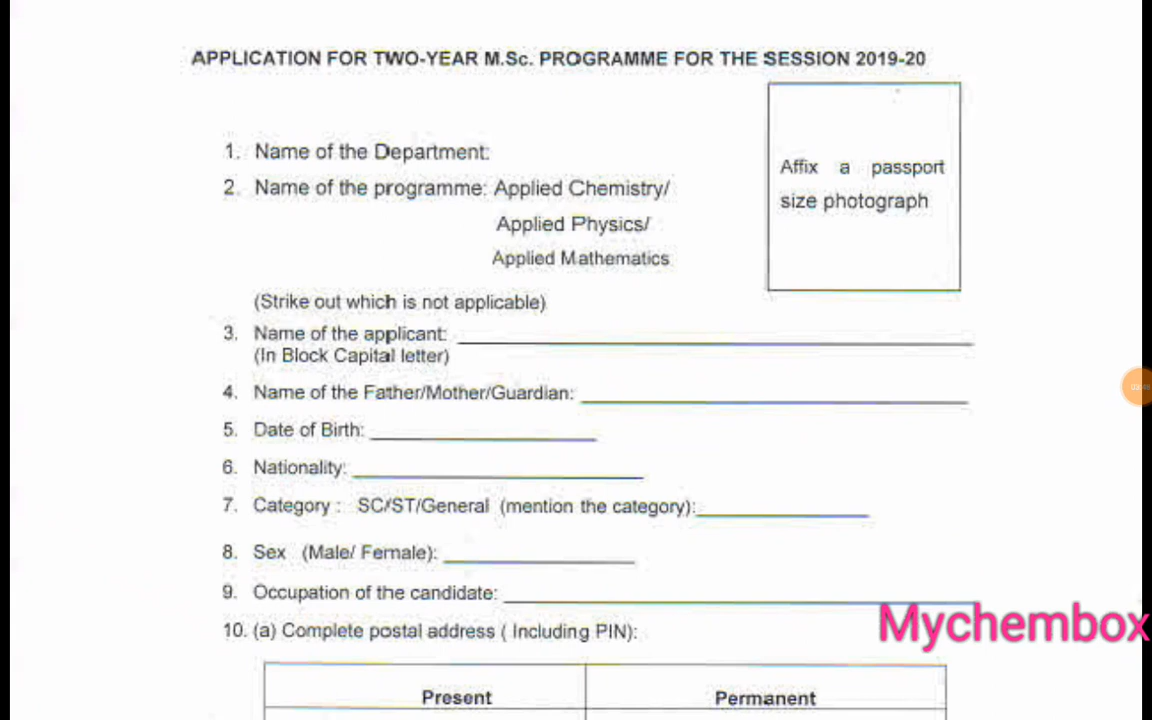 APPLICATION FOR TWO-YEAR M.Sc. PROGRAMME FOR THE SESSION 2019-20
Affix a passport
size photograph
1. Name of the Department:
2. Name of the programme: Applied Chemistry/
Applied Physics/
Applied Mathematics
(Strike out which is not applicable)
3. Name of the applicant:
(In Block Capital letter)
4. Name of the Father/Mother/Guardian:
5. Date of Birth:
6. Nationality:
7. Category : SC/ST/General (mention the category):
8. Sex (Male/ Female):
9. Occupation of the candidate:
10. (a) Complete postal address ( Including PIN):
Mychembox
Present Permanent